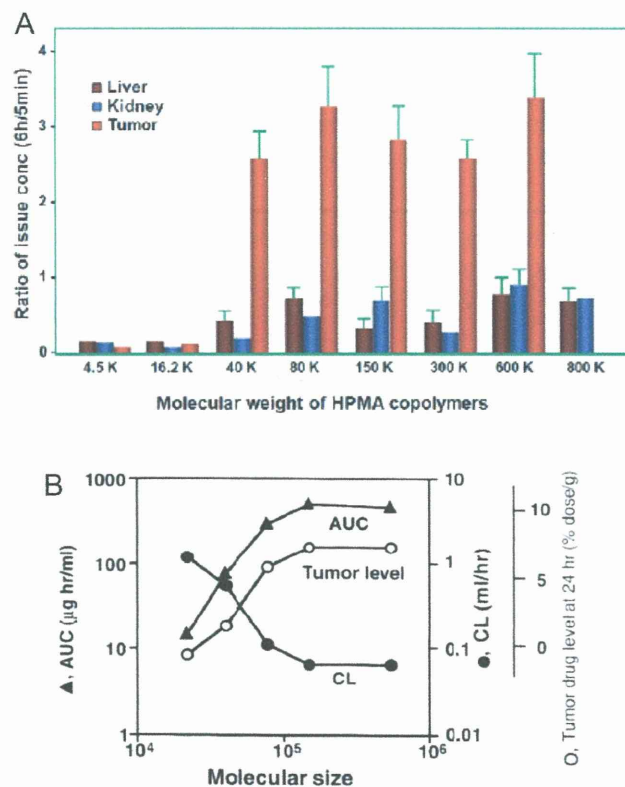 A
4
3
2
1
0
Ratio of issue conc (6h/5min)
Liver
Kidney
Tumor
4.5 K 16.2 K 40 K 80 K 150 K 300 K 600 K 800 K
Molecular weight of HPMA copolymers
B
1000
100
10
1
▲, AUC (µg hr/ml)
AUC
Tumor level
CL
10
1
0.1
0.01
●, CL (ml/hr)
10
5
0
O, Tumor drug level at 24 hr (% dose/g)
10⁴ 10⁵ 10⁶
Molecular size